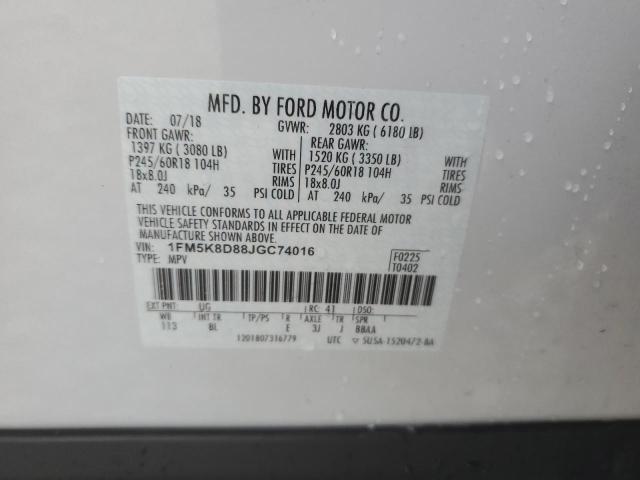 MFD. BY FORD MOTOR CO.
DATE: 07/18 GVWR: 2803 KG ( 6180 LB)
FRONT GAWR: REAR GAWR:
1397 KG ( 3080 LB) WITH 1520 KG ( 3350 LB) WITH
P245/60R18 104H TIRES P245/60R18 104H TIRES
18x8.0J RIMS 18x8.0J RIMS
AT 240 kPa/ 35 PSI COLD AT 240 kPa/ 35 PSI COLD
THIS VEHICLE CONFORMS TO ALL APPLICABLE FEDERAL MOTOR
VEHICLE SAFETY STANDARDS IN EFFECT ON THE DATE OF
MANUFACTURE SHOWN ABOVE.
VIN: 1FM5K8D88JGC74016 F0225
TYPE: MPV T0402
EXT PNT: UG RC: 41 DSO:
WB INT TR TP/PS R AXLE TR SPR
113 BL E 3J J BBAA
1201807316779 UTC ▽ 5USA-1520472-BA